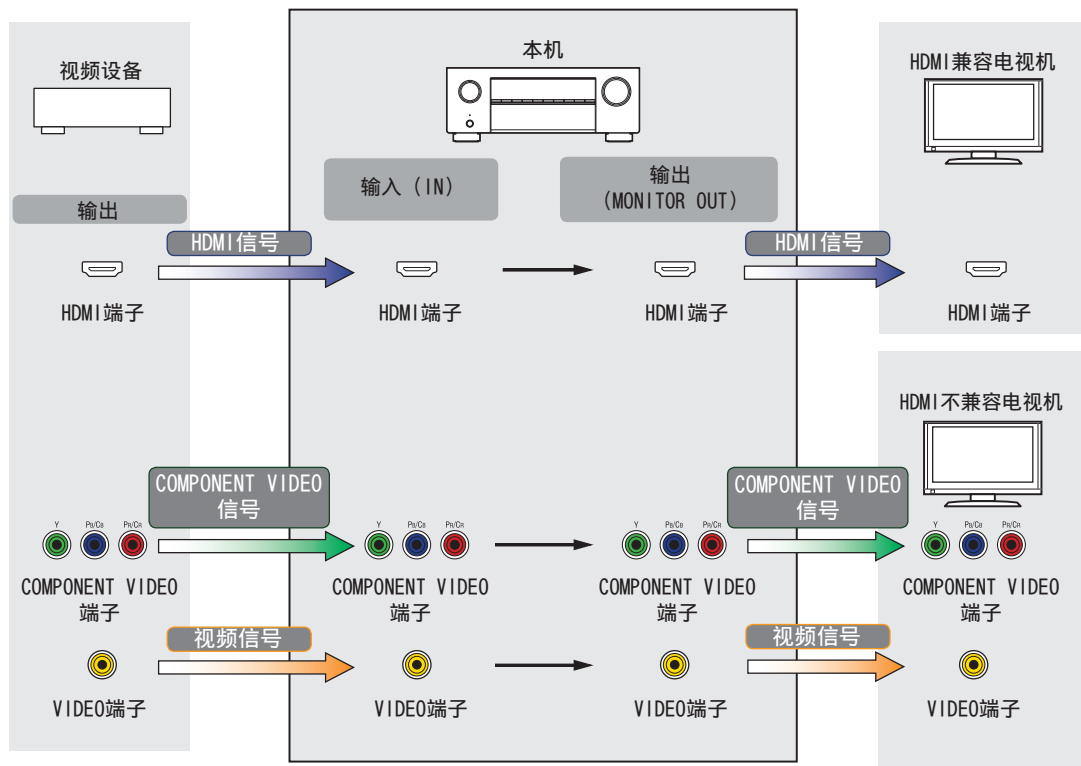 视频设备
本机
HDMI兼容电视机
输入（IN）
输出
(MONITOR OUT)
输出
HDMI信号
HDMI信号
HDMI端子
HDMI端子
HDMI端子
HDMI端子
HDMI不兼容电视机
COMPONENT VIDEO
信号
COMPONENT VIDEO
信号
Y PB/CB PR/CR
Y PB/CB PR/CR
Y PB/CB PR/CR
Y PB/CB PR/CR
COMPONENT VIDEO
端子
COMPONENT VIDEO
端子
COMPONENT VIDEO
端子
COMPONENT VIDEO
端子
视频信号
视频信号
VIDEO端子
VIDEO端子
VIDEO端子
VIDEO端子